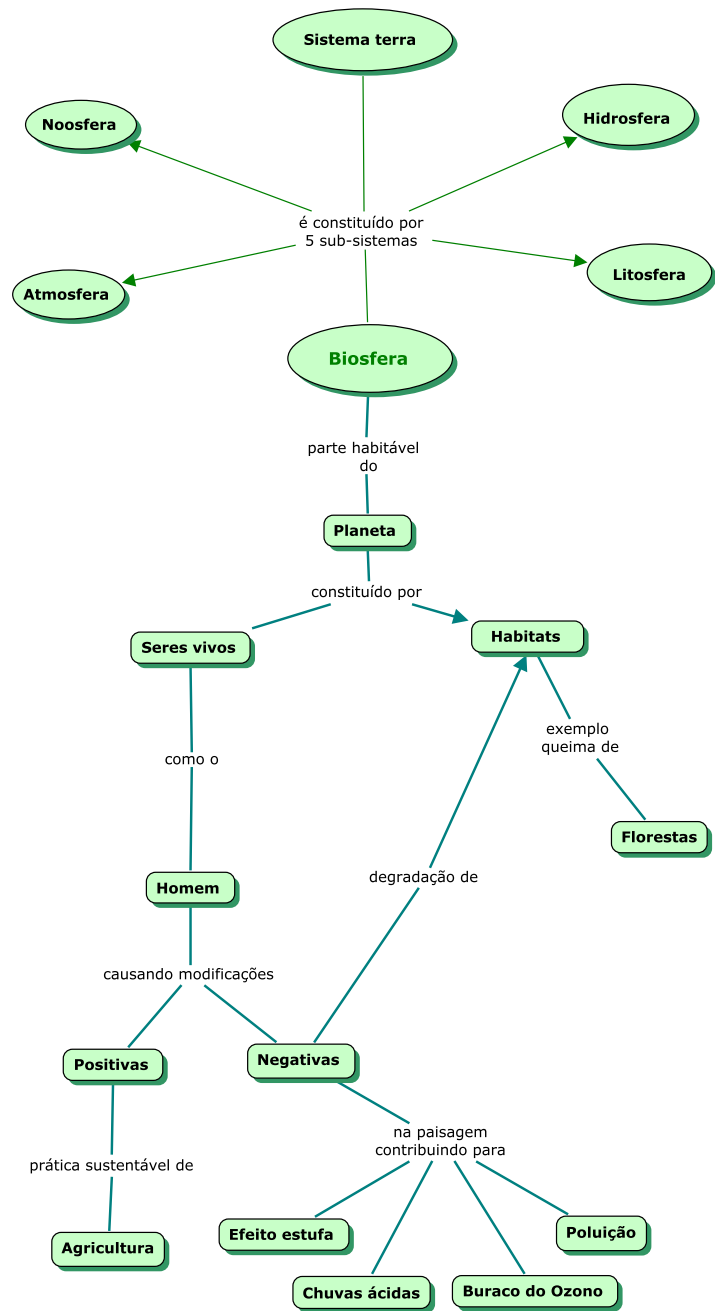 Sistema terra
Noosfera
Hidrosfera
é constituído por
5 sub-sistemas
Atmosfera
Litosfera
Biosfera
parte habitável
do
Planeta
constituído por
Seres vivos
Habitats
exemplo
queima de
como o
Florestas
degradação de
Homem
causando modificações
Positivas
Negativas
na paisagem
contribuindo para
prática sustentável de
Agricultura
Efeito estufa
Poluição
Chuvas ácidas
Buraco do Ozono